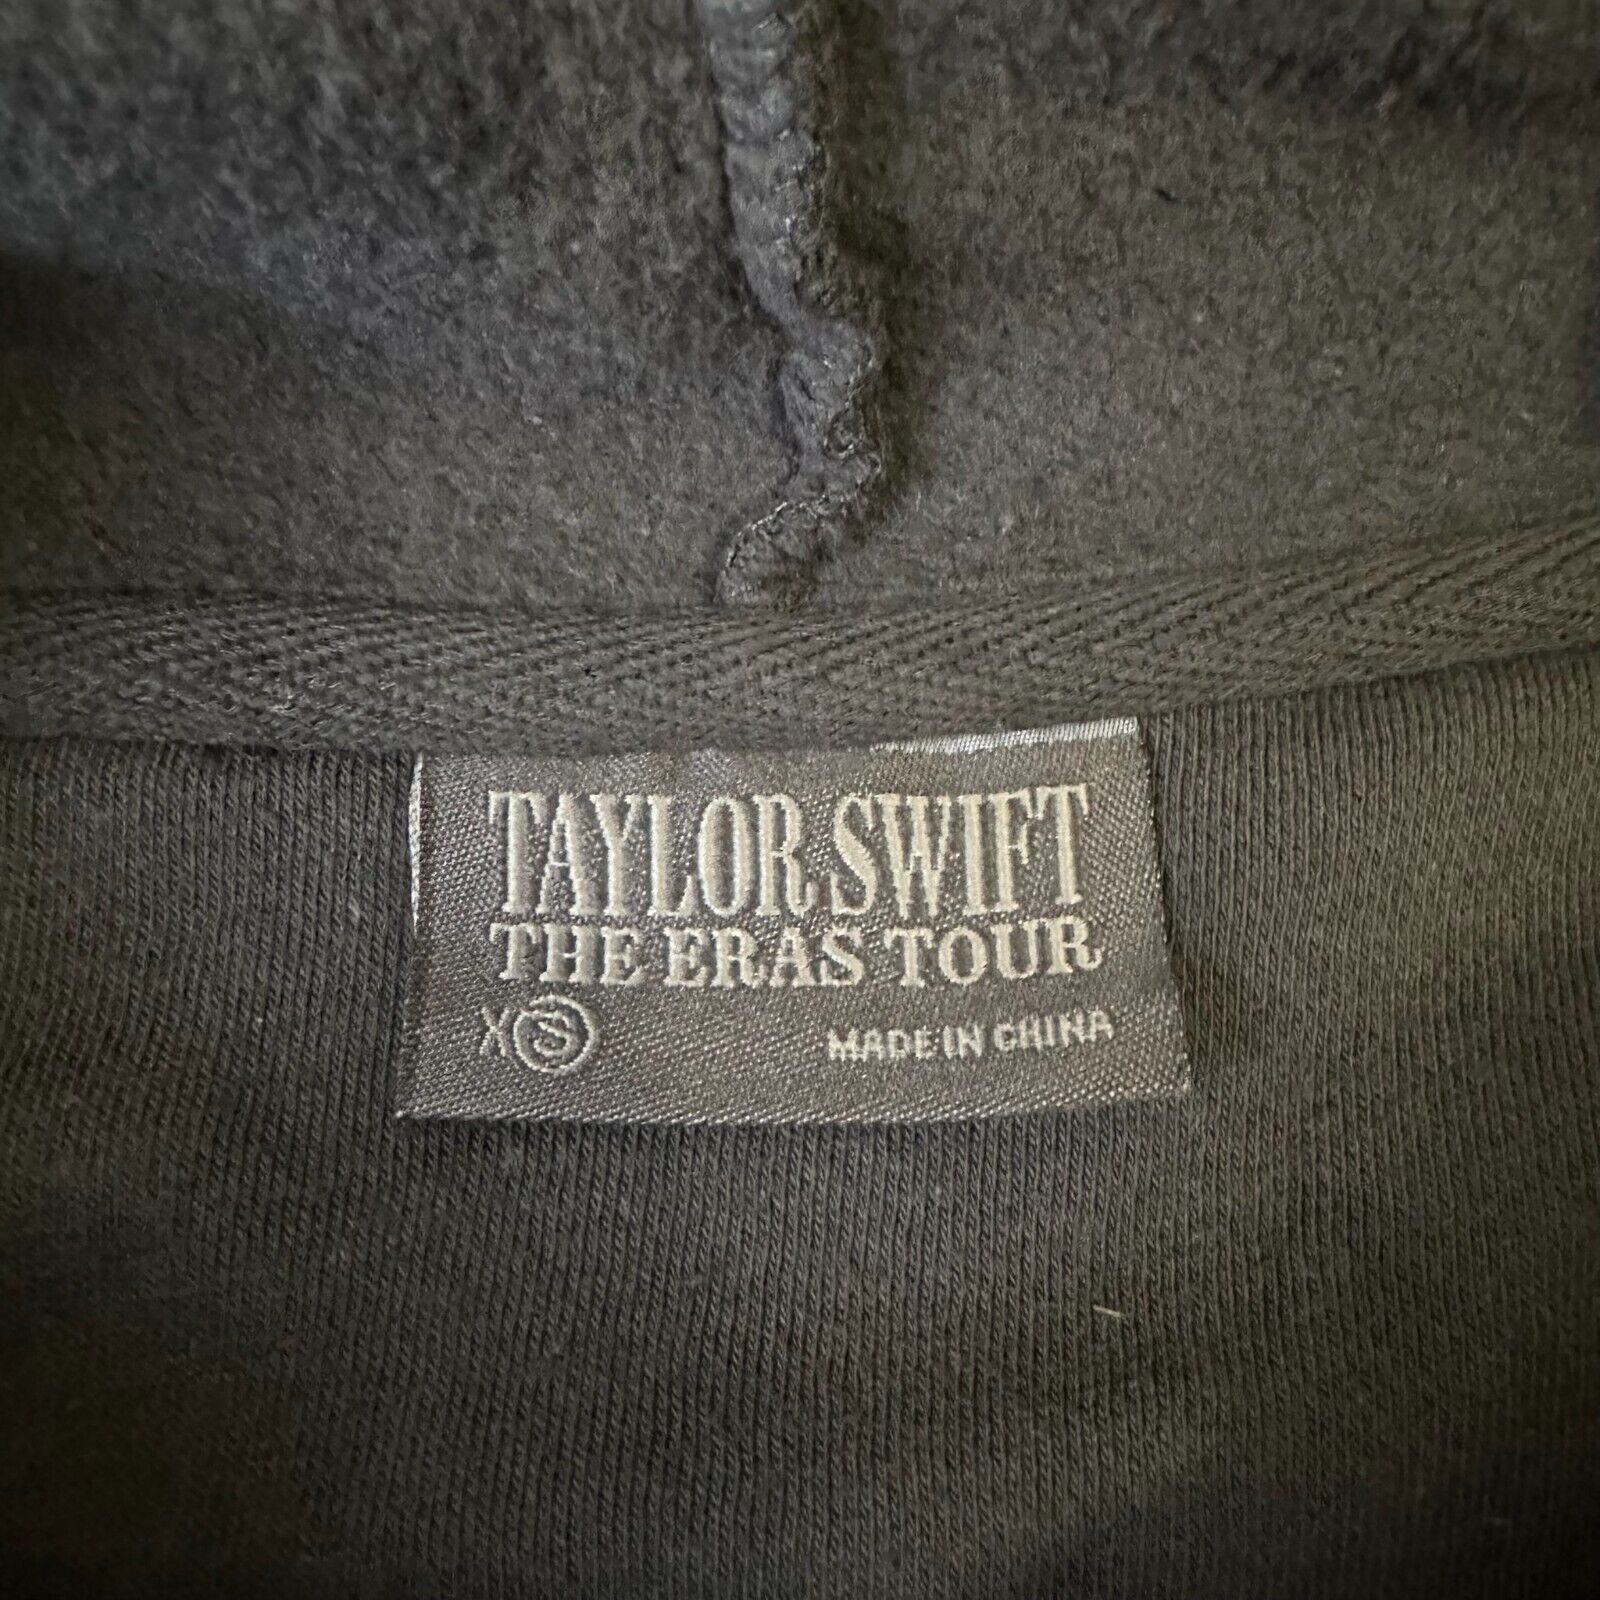 TAYLOR SWIFT
THE ERAS TOUR
XS MADE IN CHINA